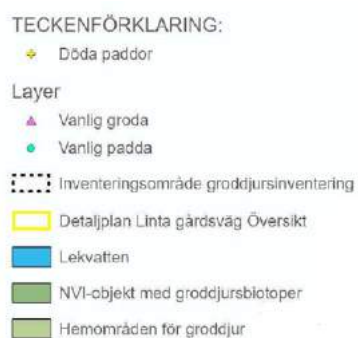 TECKENFÖRKLARING:
Döda paddor
Layer
Vanlig groda
Vanlig padda
Inventeringsområde groddjursinventering
Detaljplan Linta gårdsväg Översikt
Lekvatten
NVI-objekt med groddjursbiotoper
Hemområden för groddjur